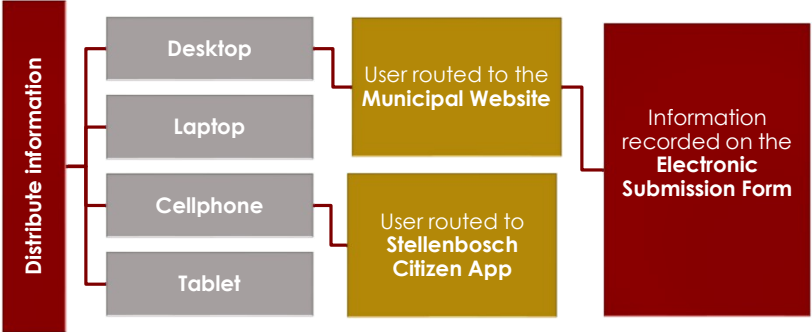 Distribute information
Desktop
Laptop
Cellphone
Tablet
User routed to the
Municipal Website
User routed to
Stellenbosch
Citizen App
Information
recorded on the
Electronic
Submission Form